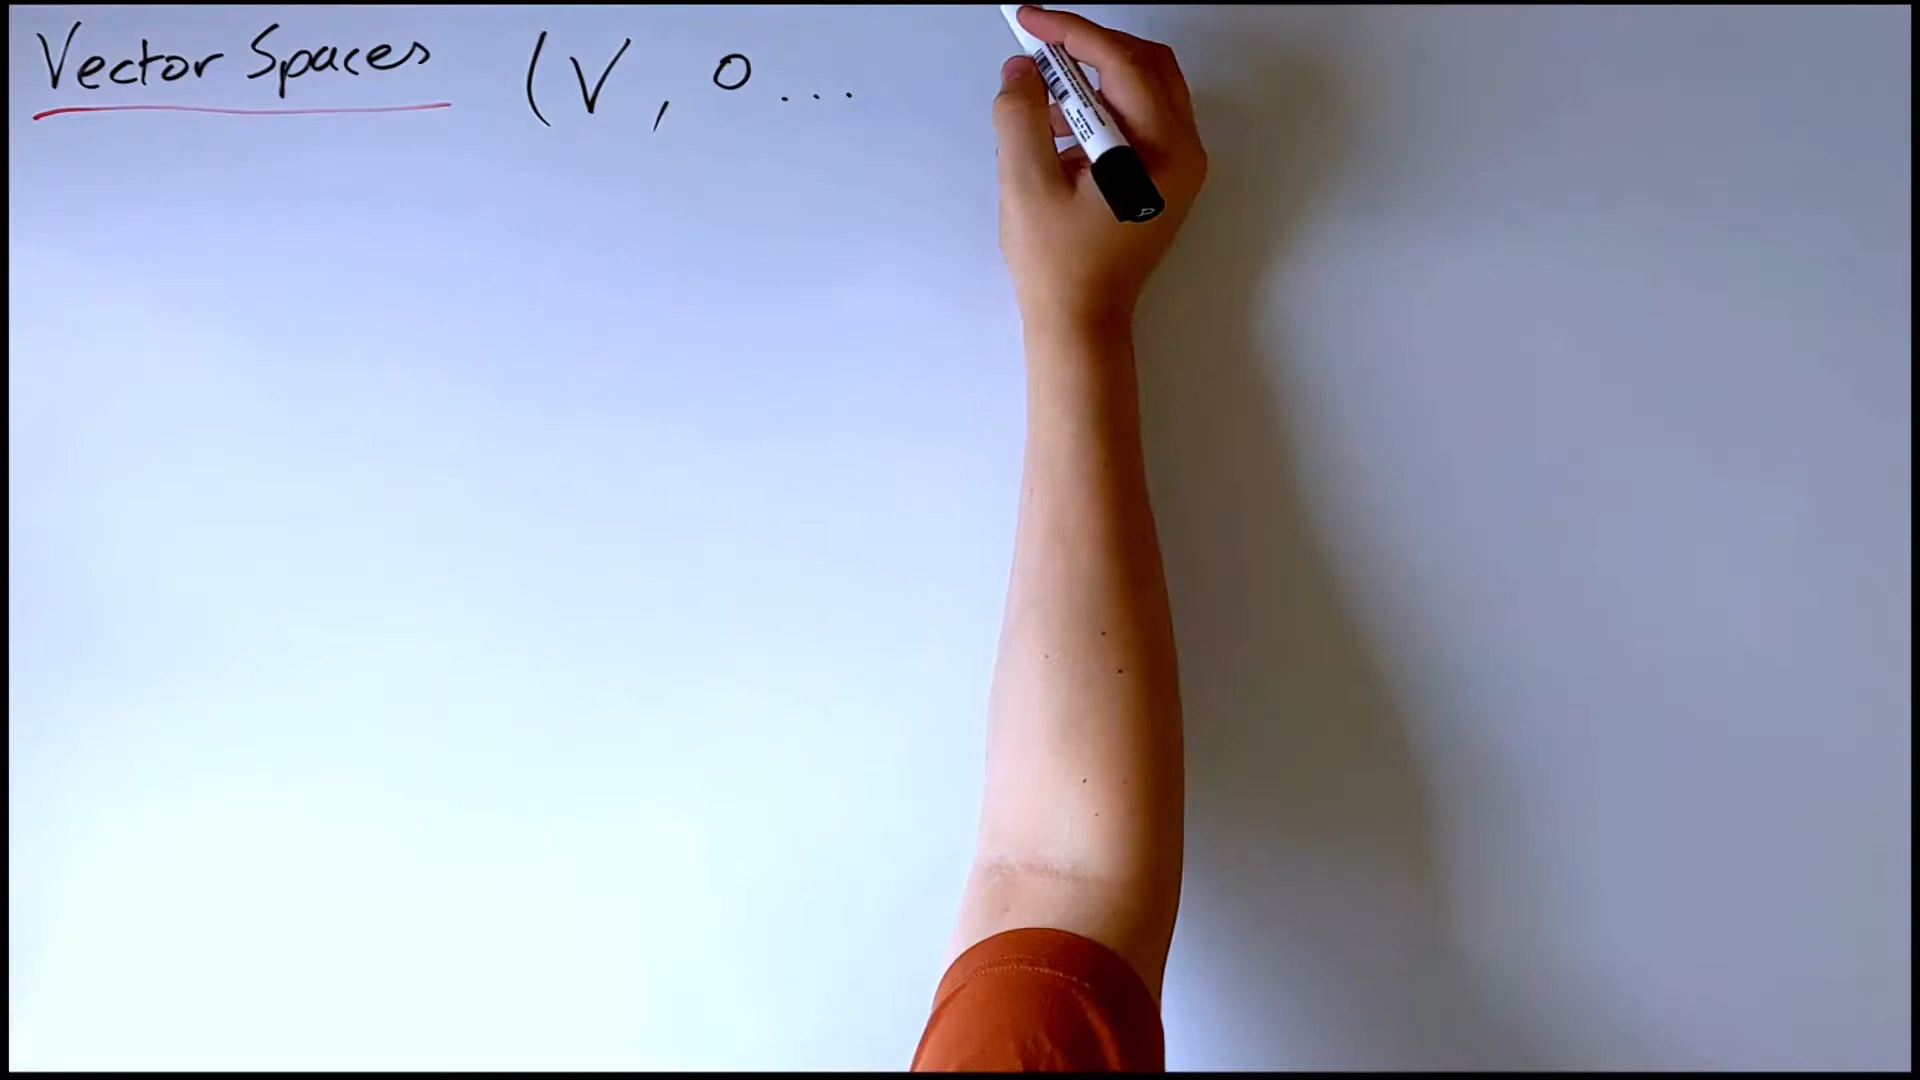 Vector Spaces (V, 0 ...